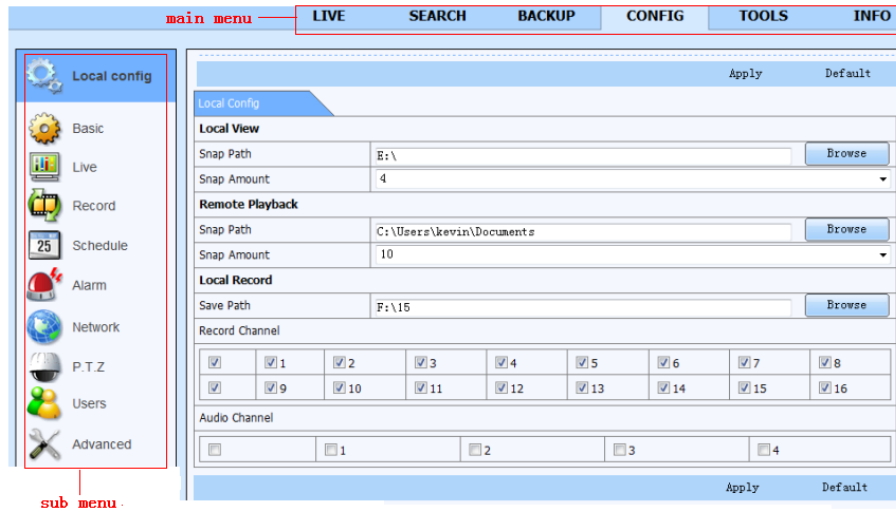 main menu LIVE SEARCH BACKUP CONFIG TOOLS INFO
Local config
Basic
Live
Record
25 Schedule
Alarm
Network
P.T.Z
Users
Advanced
sub menu
Apply Default
Local Config
Local View
Snap Path E:\ Browse
Snap Amount 4
Remote Playback
Snap Path C:\Users\kevin\Documents Browse
Snap Amount 10
Local Record
Save Path F:\15 Browse
Record Channel
1 2 3 4 5 6 7 8
9 10 11 12 13 14 15 16
Audio Channel
1 2 3 4
Apply Default